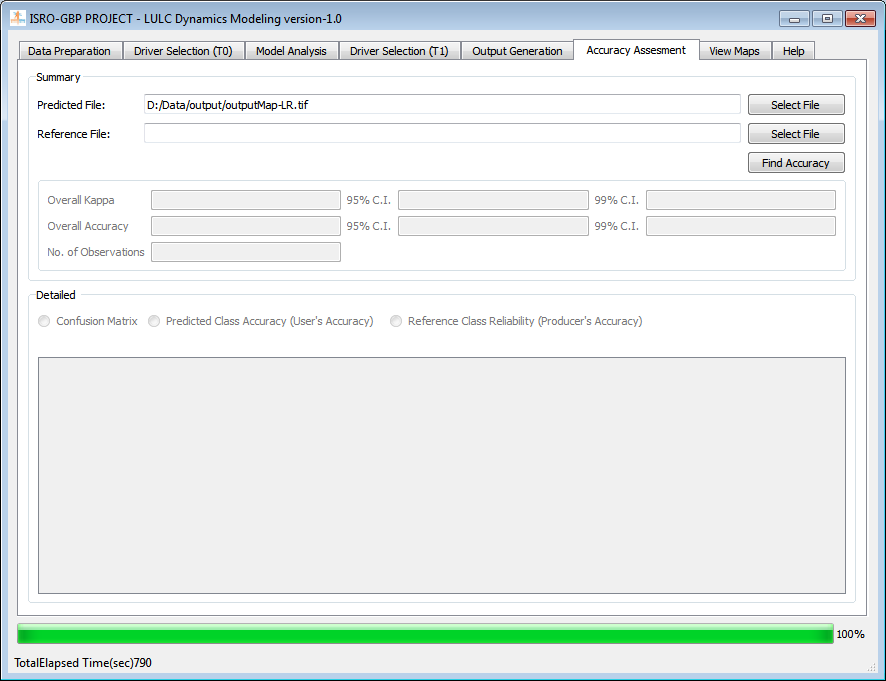 ISRO-GBP PROJECT - LULC Dynamics Modeling version-1.0
Data Preparation Driver Selection (T0) Model Analysis Driver Selection (T1) Output Generation Accuracy Assesment View Maps Help
Summary
Predicted File: D:/Data/output/outputMap-LR.tif Select File
Reference File: Select File
Find Accuracy
Overall Kappa 95% C.I. 99% C.I.
Overall Accuracy 95% C.I. 99% C.I.
No. of Observations
Detailed
Confusion Matrix Predicted Class Accuracy (User's Accuracy) Reference Class Reliability (Producer's Accuracy)
100%
TotalElapsed Time(sec)790